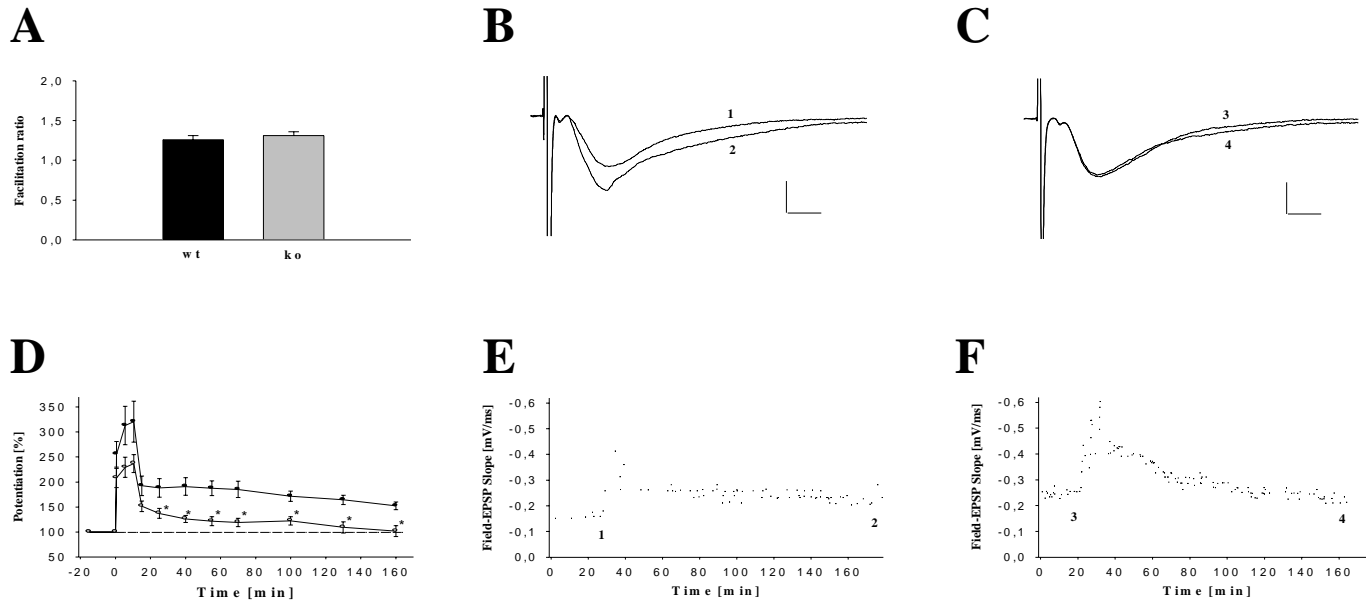 A
B
C
2,0
1,5
1,0
0,5
0,0
Facilitation ratio
wt
ko
1
2
3
4
D
E
F
350
300
250
200
150
100
50
Potentiation [%]
* * * * * * *
-20 0 20 40 60 80 100 120 140 160
Time [min]
-0,6
-0,5
-0,4
-0,3
-0,2
-0,1
0,0
Field-EPSP Slope [mV/ms]
1
2
0 20 40 60 80 100 120 140 160
Time [min]
-0,6
-0,5
-0,4
-0,3
-0,2
-0,1
0,0
Field-EPSP Slope [mV/ms]
3
4
0 20 40 60 80 100 120 140 160
Time [min]